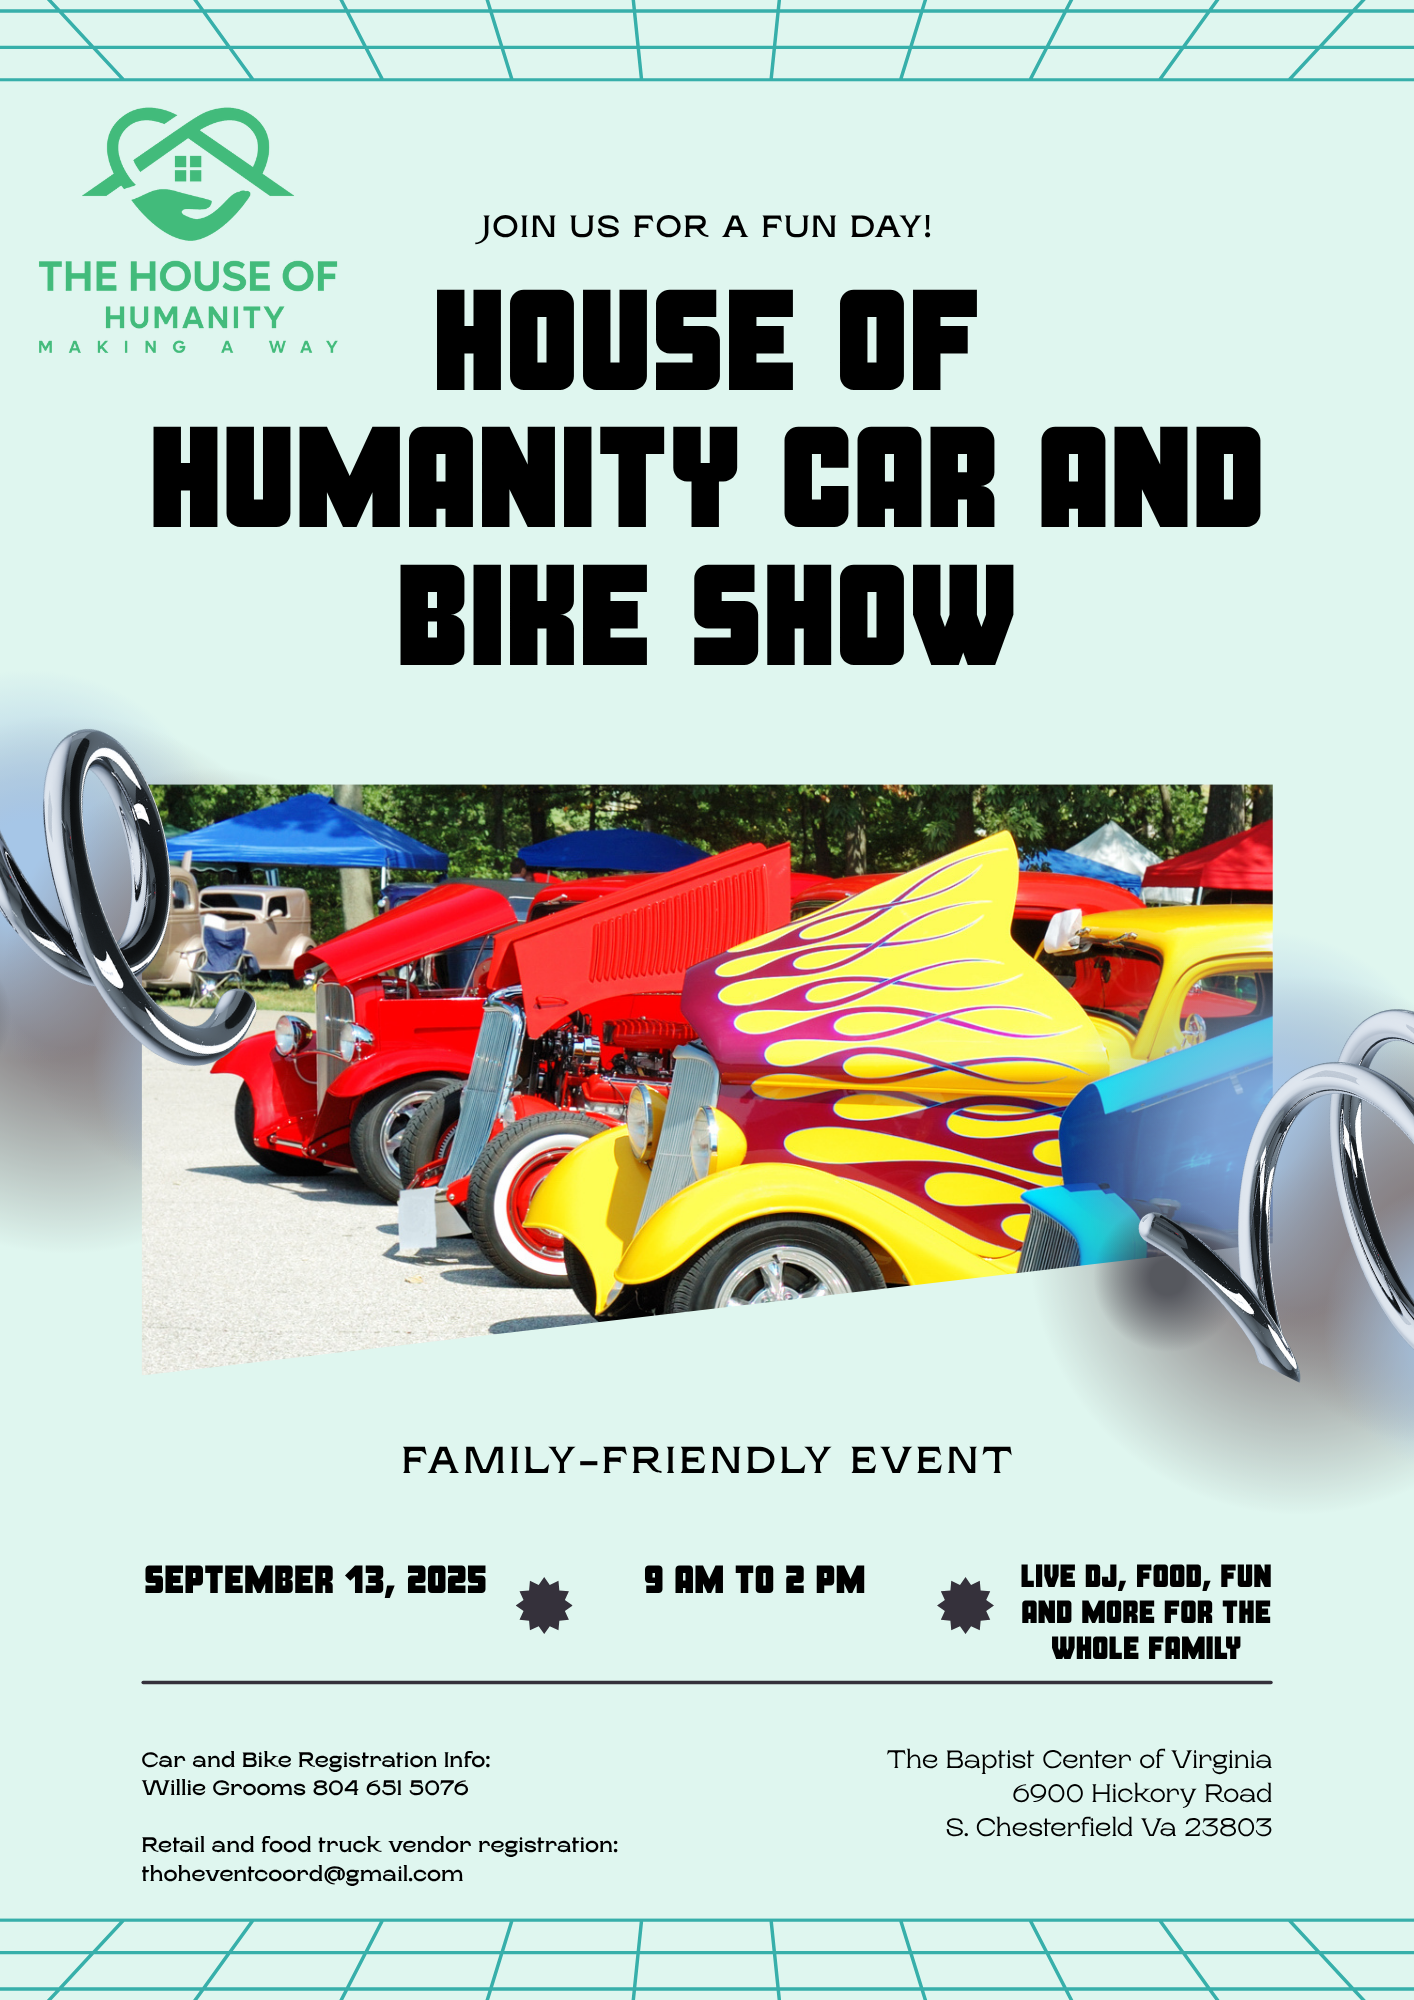 THE HOUSE OF
HUMANITY
MAKING A WAY
JOIN US FOR A FUN DAY!
HOUSE OF
HUMANITY CAR AND
BIKE SHOW
FAMILY-FRIENDLY EVENT
SEPTEMBER 13, 2025
9 AM TO 2 PM
LIVE DJ, FOOD, FUN
AND MORE FOR THE
WHOLE FAMILY
Car and Bike Registration Info:
Willie Grooms 804 651 5076
Retail and food truck vendor registration:
thoheventcoord@gmail.com
The Baptist Center of Virginia
6900 Hickory Road
S. Chesterfield Va 23803